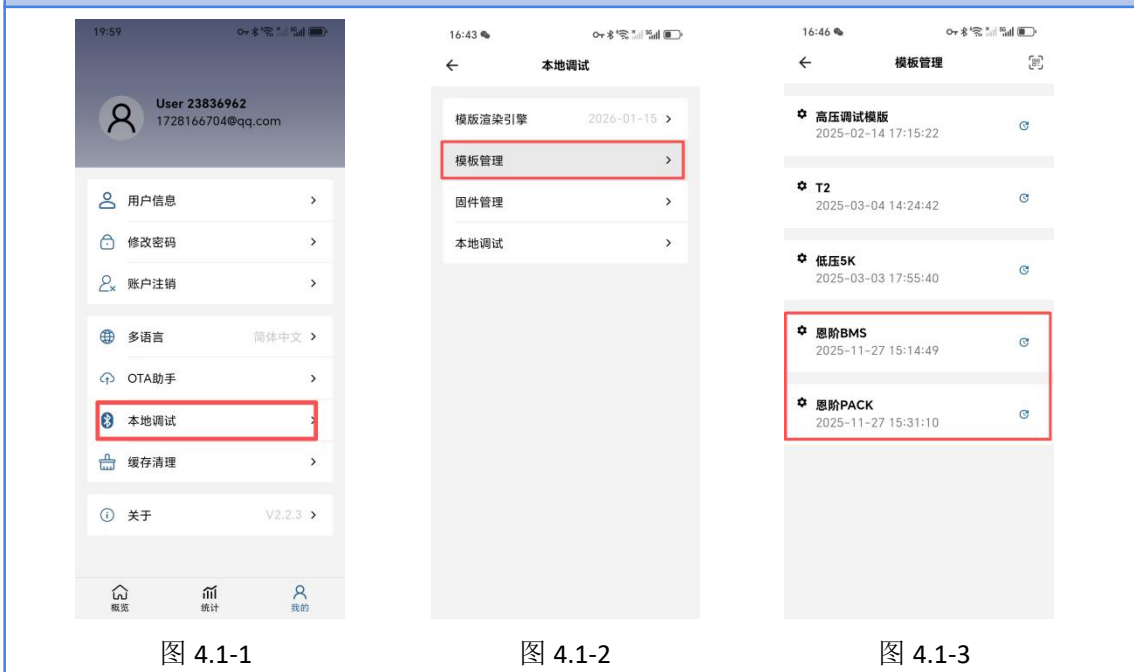 19:59
User 23836962
1728166704@qq.com
用户信息
修改密码
账户注销
多语言 简体中文
OTA助手
本地调试
缓存清理
关于 V2.2.3
概览 统计 我的
图 4.1-1
16:43
本地调试
模版渲染引擎 2026-01-15
模板管理
固件管理
本地调试
图 4.1-2
16:46
模板管理
高压调试模版
2025-02-14 17:15:22
T2
2025-03-04 14:24:42
低压5K
2025-03-03 17:55:40
恩阶BMS
2025-11-27 15:14:49
恩阶PACK
2025-11-27 15:31:10
图 4.1-3